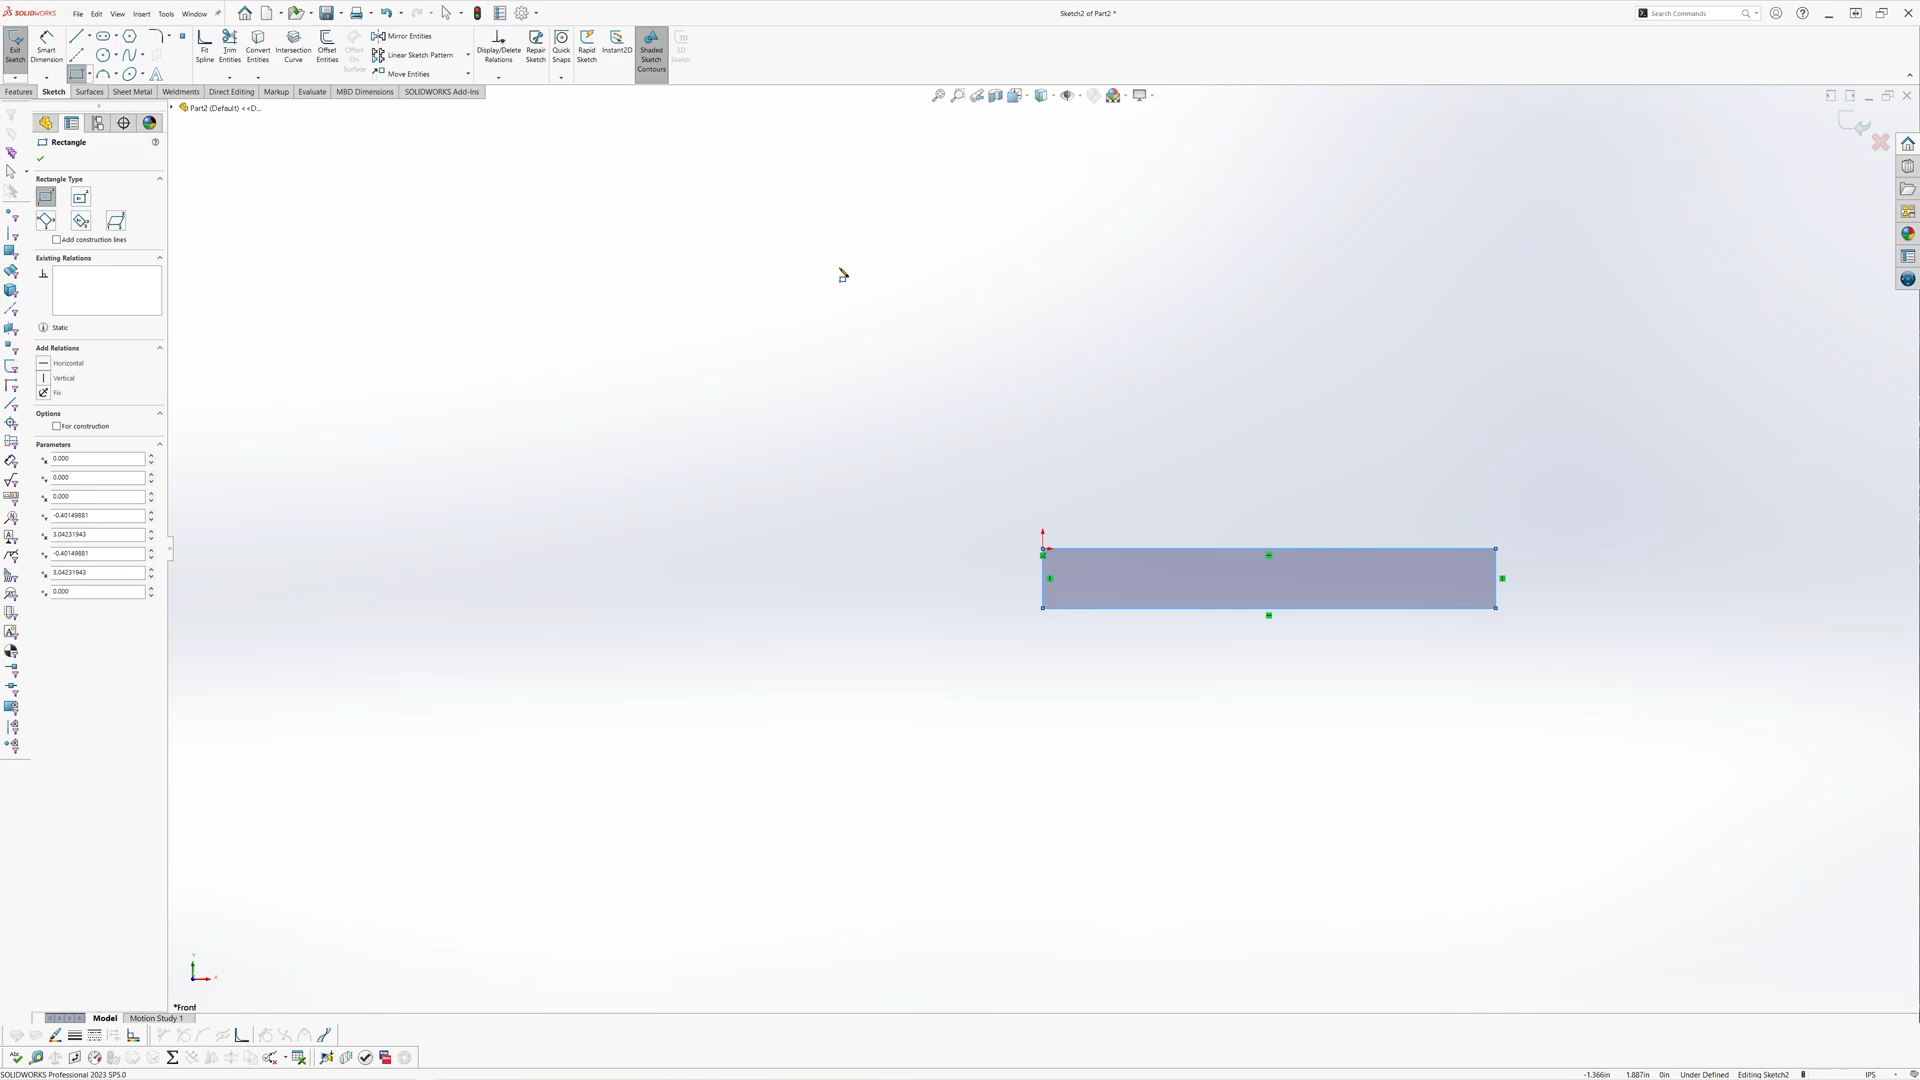 SOLIDWORKS File Edit View Insert Tools Window Sketch2 of Part2 * Search Commands
Exit Sketch Smart Dimension Fit Spline Trim Entities Convert Entities Intersection Curve Offset Entities Offset On Surface Mirror Entities Linear Sketch Pattern Move Entities Display/Delete Relations Repair Sketch Quick Snaps Rapid Sketch Instant2D Shaded Sketch Contours 3D Sketch
Features Sketch Surfaces Sheet Metal Weldments Direct Editing Markup Evaluate MBD Dimensions SOLIDWORKS Add-Ins
Part2 (Default) <<D...
Rectangle
Rectangle Type
Add construction lines
Existing Relations
Static
Add Relations
Horizontal
Vertical
Fix
Options
For construction
Parameters
0.000
0.000
0.000
-0.40149881
3.04231943
-0.40149881
3.04231943
0.000
Y
X
*Front
Model Motion Study 1
SOLIDWORKS Professional 2023 SP5.0 -1.366in 1.887in 0in Under Defined Editing Sketch2 IPS